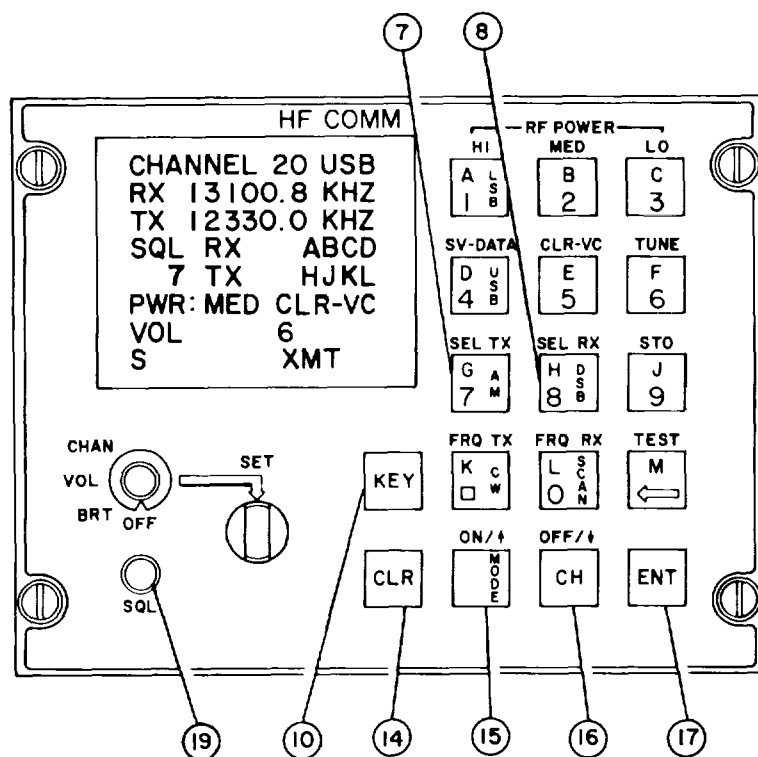 7 8
HF COMM
RF POWER
HI MED LO
CHANNEL 20 USB
RX 13100.8 KHZ
TX 12330.0 KHZ
SQL RX ABCD
7 TX HJKL
PWR: MED CLR-VC
VOL 6
S XMT
A LSB 1
B 2
C 3
SV-DATA CLR-VC TUNE
D USB 4
E 5
F 6
SEL TX SEL RX STO
G AM 7
H DSB 8
J 9
CHAN
VOL
BRT OFF
SET
SQL
KEY
FRQ TX FRQ RX TEST
K CW
L SCAN 0
M
ON/↑ OFF/↓
CLR
MODE
CH
ENT
19 10 14 15 16 17